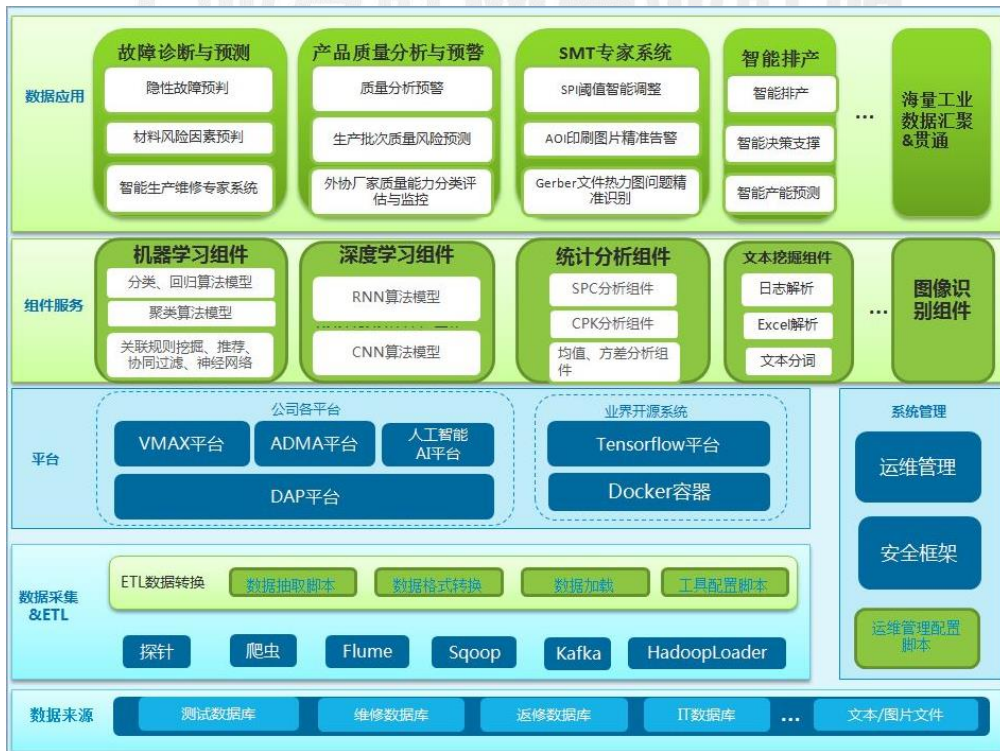 故障诊断与预测
产品质量分析与预警
SMT专家系统
智能排产
数据应用
隐性故障预判
质量分析预警
SPI阈值智能调整
智能排产
海量工业
数据汇聚
&贯通
材料风险因素预判
生产批次质量风险预测
AOI印刷图片精准告警
智能决策支撑
...
智能生产维修专家系统
外协厂家质量能力分类评
估与监控
Gerber文件热力图问题精
准识别
智能产能预测
机器学习组件
深度学习组件
统计分析组件
文本挖掘组件
组件服务
分类、回归算法模型
聚类算法模型
关联规则挖掘、推荐、
协同过滤、神经网络
RNN算法模型
CNN算法模型
SPC分析组件
CPK分析组件
均值、方差分析组
件
日志解析
Excel解析
文本分词
...
图像识
别组件
平台
公司各平台
VMAX平台
ADMA平台
人工智能
AI平台
DAP平台
业界开源系统
Tensorflow平台
Docker容器
系统管理
运维管理
安全框架
运维管理配置
脚本
数据采集
&ETL
ETL数据转换
数据抽取脚本
数据格式转换
数据加载
工具配置脚本
探针
爬虫
Flume
Sqoop
Kafka
HadoopLoader
数据来源
测试数据库
维修数据库
返修数据库
IT数据库
...
文本/图片文件